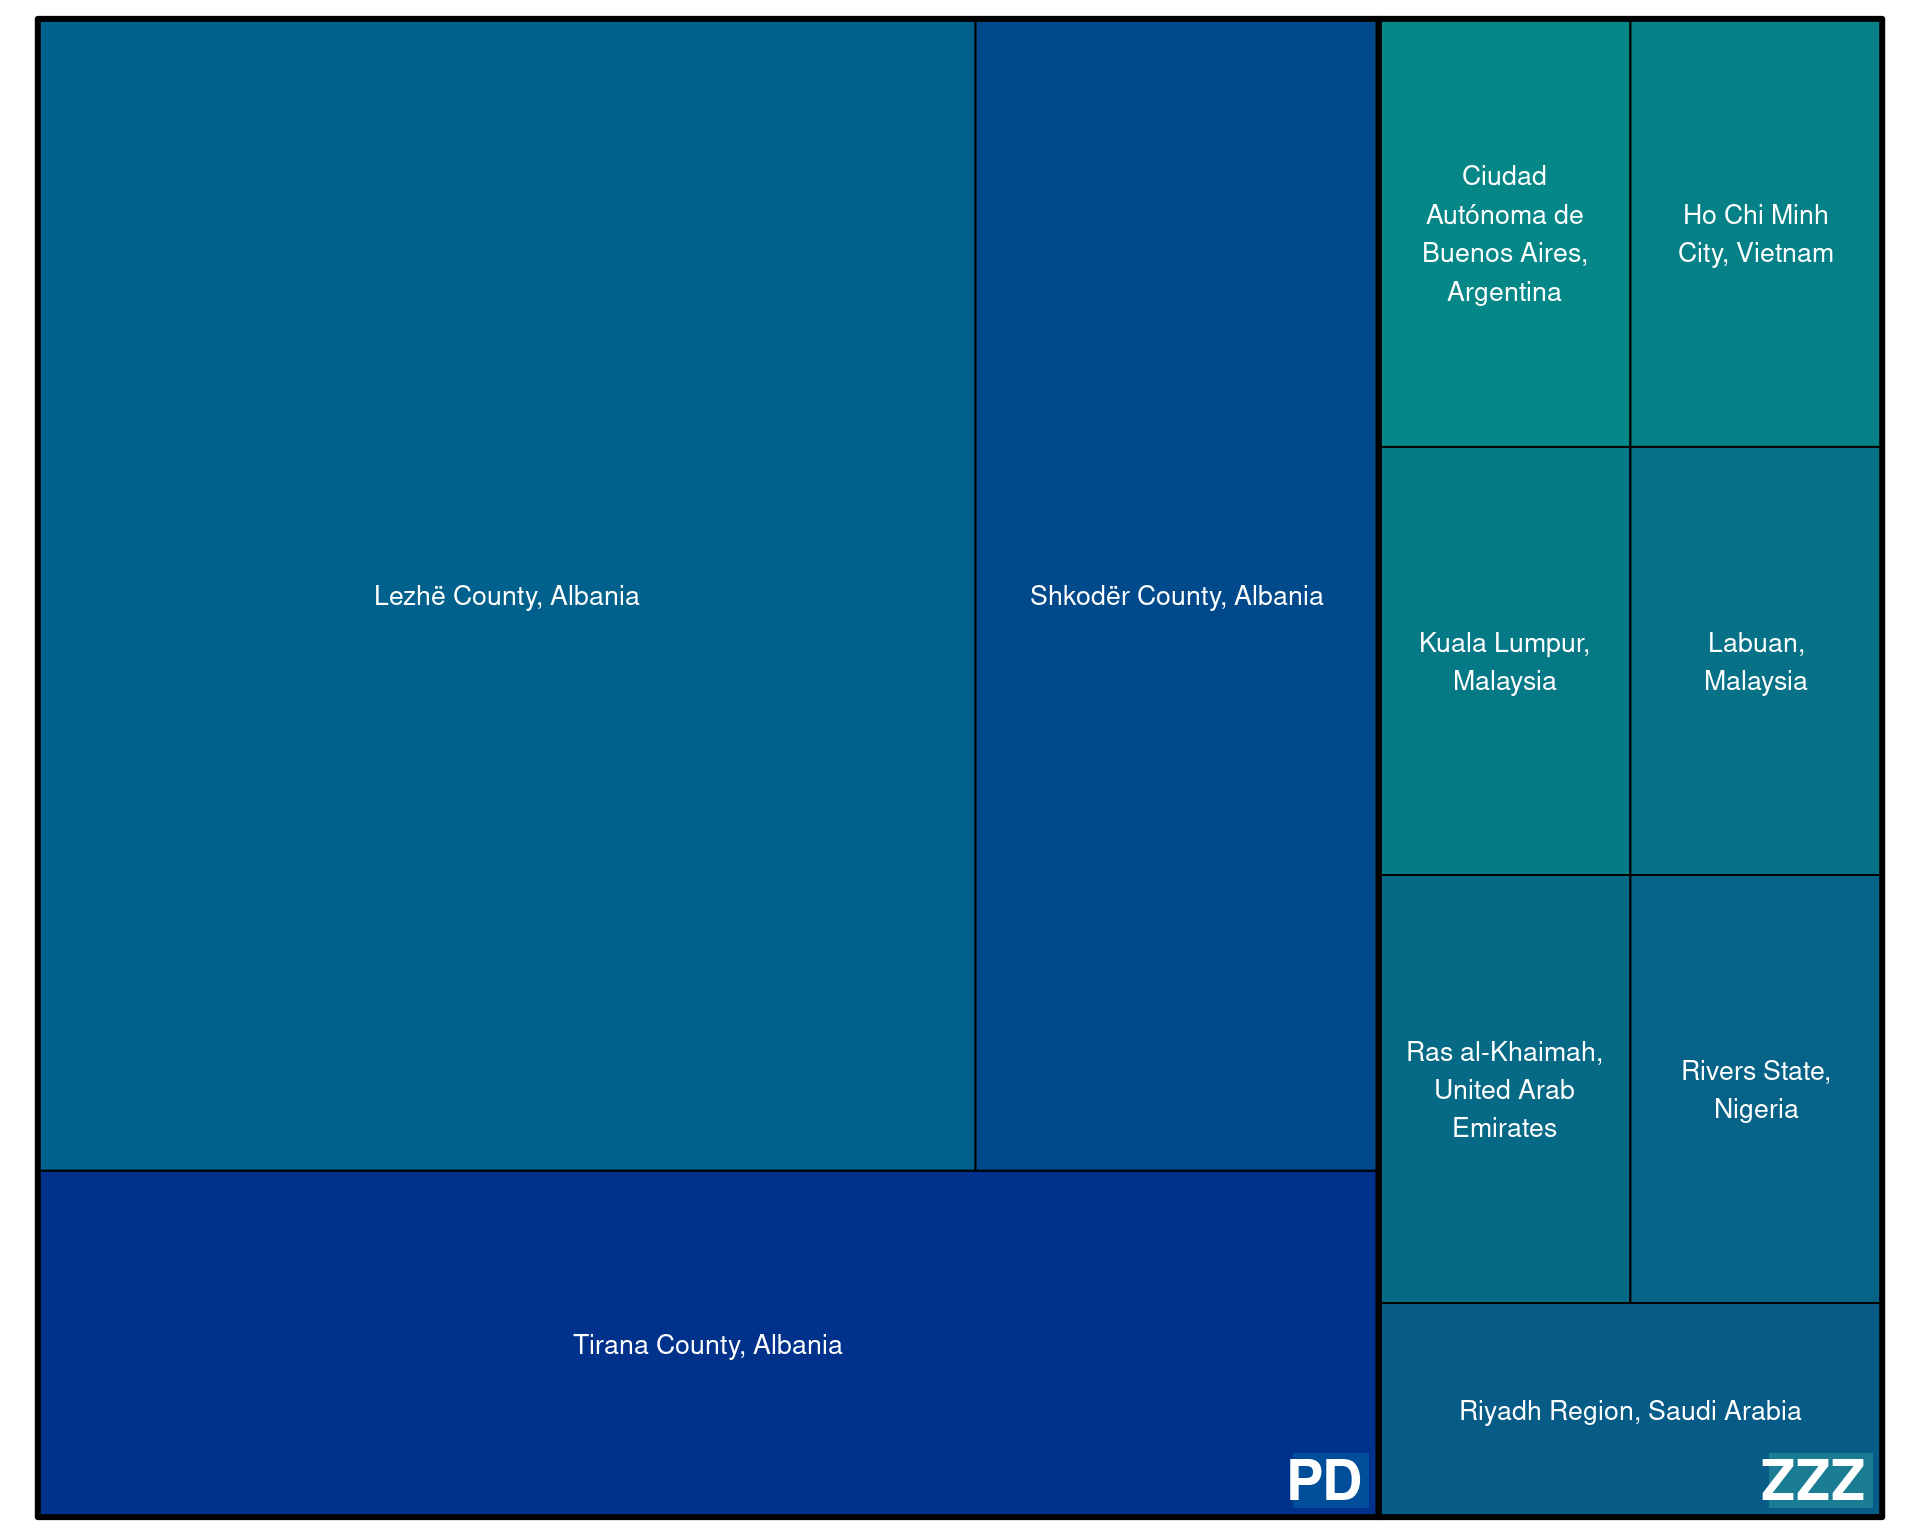 Lezhë County, Albania
Shkodër County, Albania
Tirana County, Albania
PD
Ciudad
Autónoma de
Buenos Aires,
Argentina
Ho Chi Minh
City, Vietnam
Kuala Lumpur,
Malaysia
Labuan,
Malaysia
Ras al-Khaimah,
United Arab
Emirates
Rivers State,
Nigeria
Riyadh Region, Saudi Arabia
ZZZ